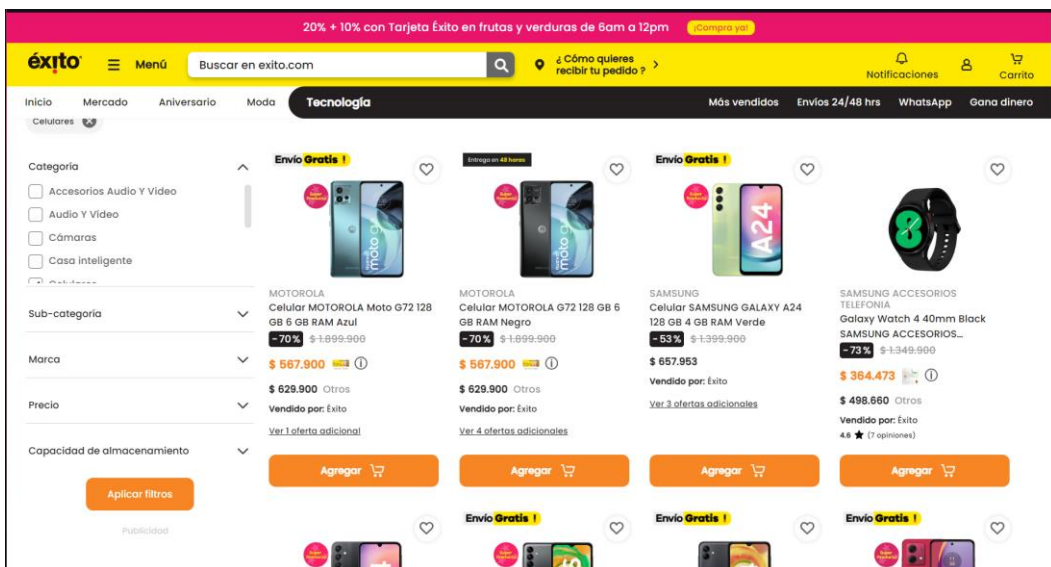 20% + 10% con Tarjeta Éxito en frutas y verduras de 6am a 12pm ¡Compra ya!
éxito Menú Buscar en exito.com ¿Cómo quieres
recibir tu pedido ? Notificaciones Carrito
Inicio Mercado Aniversario Moda Tecnología Más vendidos Envíos 24/48 hrs WhatsApp Gana dinero
Celulares
Categoría
Accesorios Audio Y Video
Audio Y Video
Cámaras
Casa inteligente
Celulares
Sub-categoría
Marca
Precio
Capacidad de almacenamiento
Aplicar filtros
Publicidad
Envío Gratis !
moto g
MOTOROLA
Celular MOTOROLA Moto G72 128
GB 6 GB RAM Azul
-70% $ 1.899.900
$ 567.900
$ 629.900 Otros
Vendido por: Éxito
Ver 1 oferta adicional
Agregar
Entrega en 48 horas
moto g
MOTOROLA
Celular MOTOROLA G72 128 GB 6
GB RAM Negro
-70% $ 1.899.900
$ 567.900
$ 629.900 Otros
Vendido por: Éxito
Ver 4 ofertas adicionales
Agregar
Envío Gratis !
A24
SAMSUNG
Celular SAMSUNG GALAXY A24
128 GB 4 GB RAM Verde
-53% $ 1.399.900
$ 657.953
Vendido por: Éxito
Ver 3 ofertas adicionales
Agregar
SAMSUNG ACCESORIOS
TELEFONIA
Galaxy Watch 4 40mm Black
SAMSUNG ACCESORIOS...
-73% $ 1.349.900
$ 364.473
$ 498.660 Otros
Vendido por: Éxito
4.6 (7 opiniones)
Agregar
Envío Gratis !
Envío Gratis !
Envío Gratis !